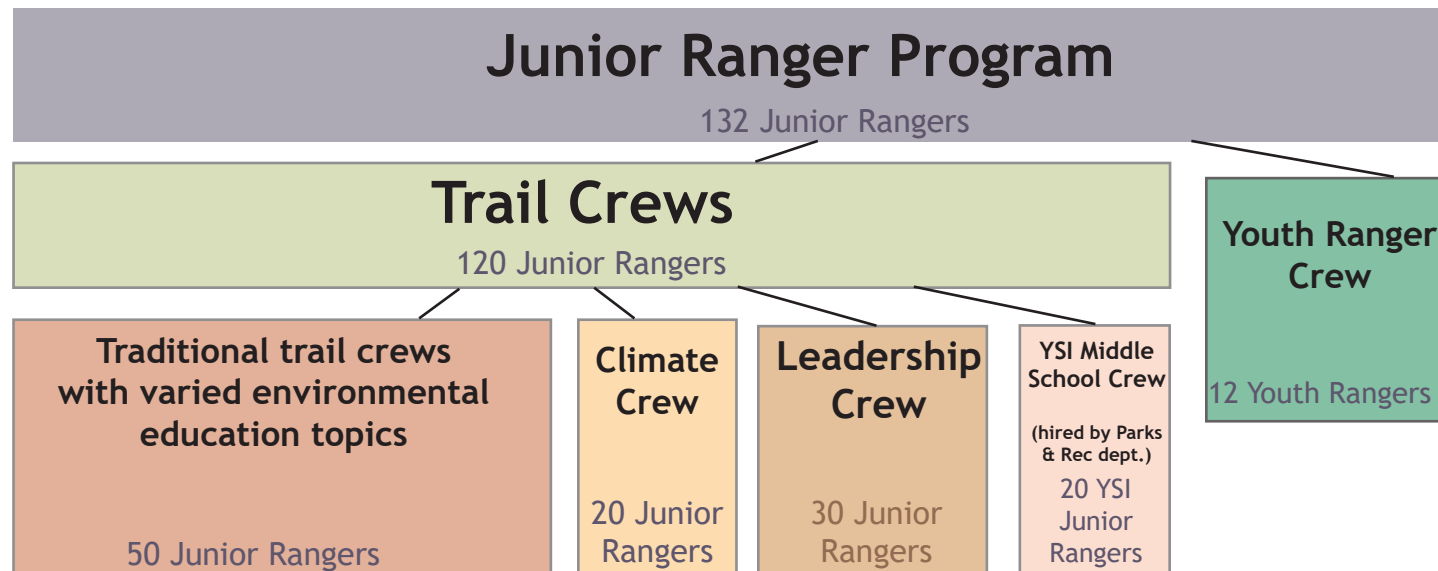 Junior Ranger Program
132 Junior Rangers
Trail Crews
120 Junior Rangers
Youth Ranger
Crew
12 Youth Rangers
Traditional trail crews
with varied environmental
education topics
50 Junior Rangers
Climate
Crew
20 Junior
Rangers
Leadership
Crew
30 Junior
Rangers
YSI Middle
School Crew
(hired by Parks
& Rec dept.)
20 YSI
Junior
Rangers